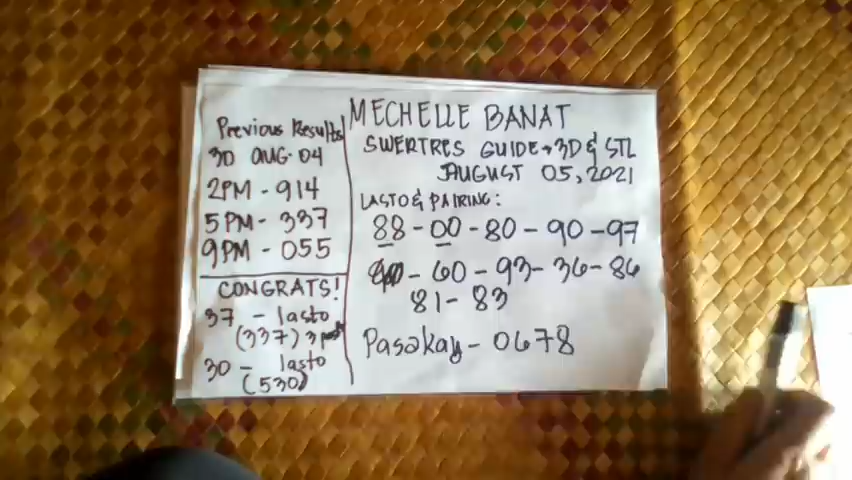 Previous Results
3D AUG-04
2PM - 914
5PM - 337
9PM - 055
CONGRATS!
37 - lasto
(337) 3
30 - lasto
(530)
MECHELLE BANAT
SWERTRES GUIDE → 3D & STL
AUGUST 05, 2021
LASTO & PAIRING:
88 - 00 - 80 - 90 - 97
- 60 - 93 - 36 - 86
81 - 83
Pasakay - 0678